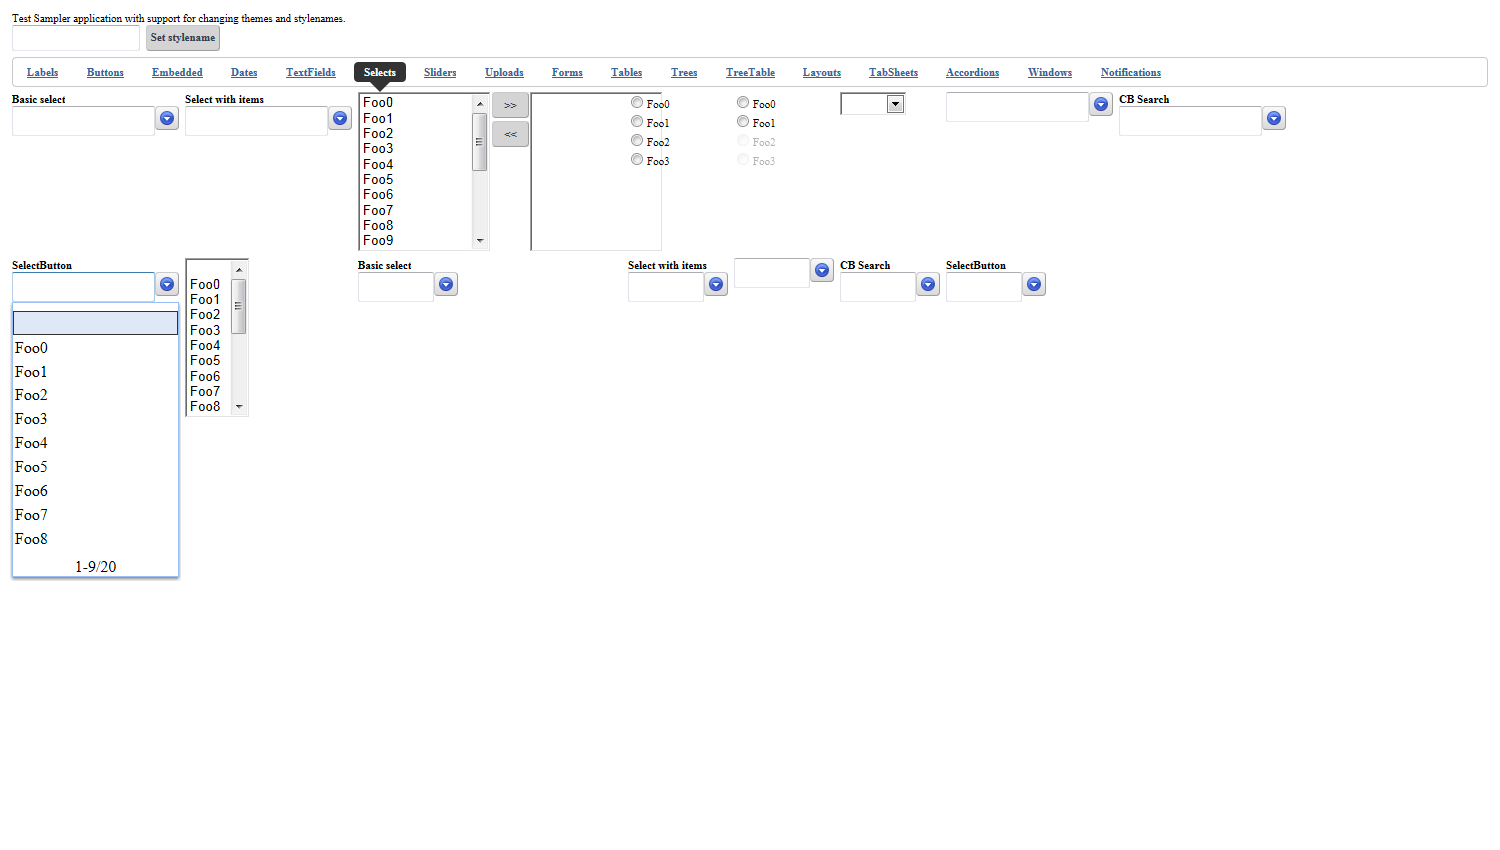 Test Sampler application with support for changing themes and stylenames.
Set stylename
Labels Buttons Embedded Dates TextFields Selects Sliders Uploads Forms Tables Trees TreeTable Layouts TabSheets Accordions Windows Notifications
Basic select
Select with items
Foo0
Foo1
Foo2
Foo3
Foo4
Foo5
Foo6
Foo7
Foo8
Foo9
>>
<<
Foo0
Foo1
Foo2
Foo3
Foo0
Foo1
Foo2
Foo3
CB Search
SelectButton
Foo0
Foo1
Foo2
Foo3
Foo4
Foo5
Foo6
Foo7
Foo8
1-9/20
Foo0
Foo1
Foo2
Foo3
Foo4
Foo5
Foo6
Foo7
Foo8
Basic select
Select with items
CB Search
SelectButton